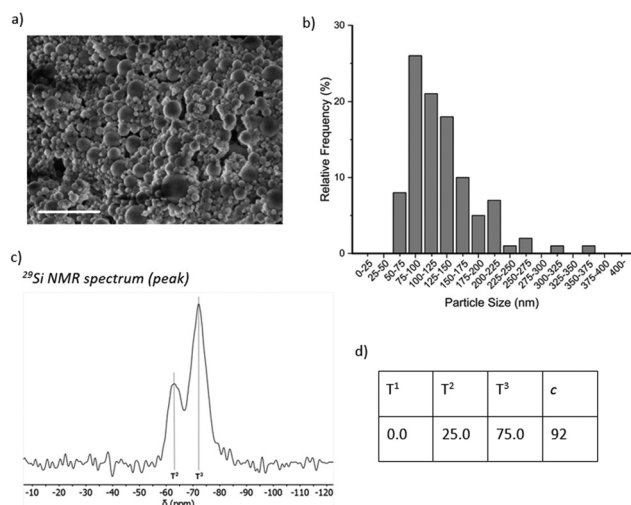 a)
b)
Relative Frequency (%)
30
20
10
0
0-25
25-50
50-75
75-100
100-125
125-150
150-175
175-200
200-225
225-250
250-275
275-300
300-325
325-350
350-375
375-400
400-
Particle Size (nm)
c)
²⁹Si NMR spectrum (peak)
T²
T³
-10 -20 -30 -40 -50 -60 -70 -80 -90 -100 -110 -120
δ (ppm)
d)
T¹ T² T³ c
0.0 25.0 75.0 92